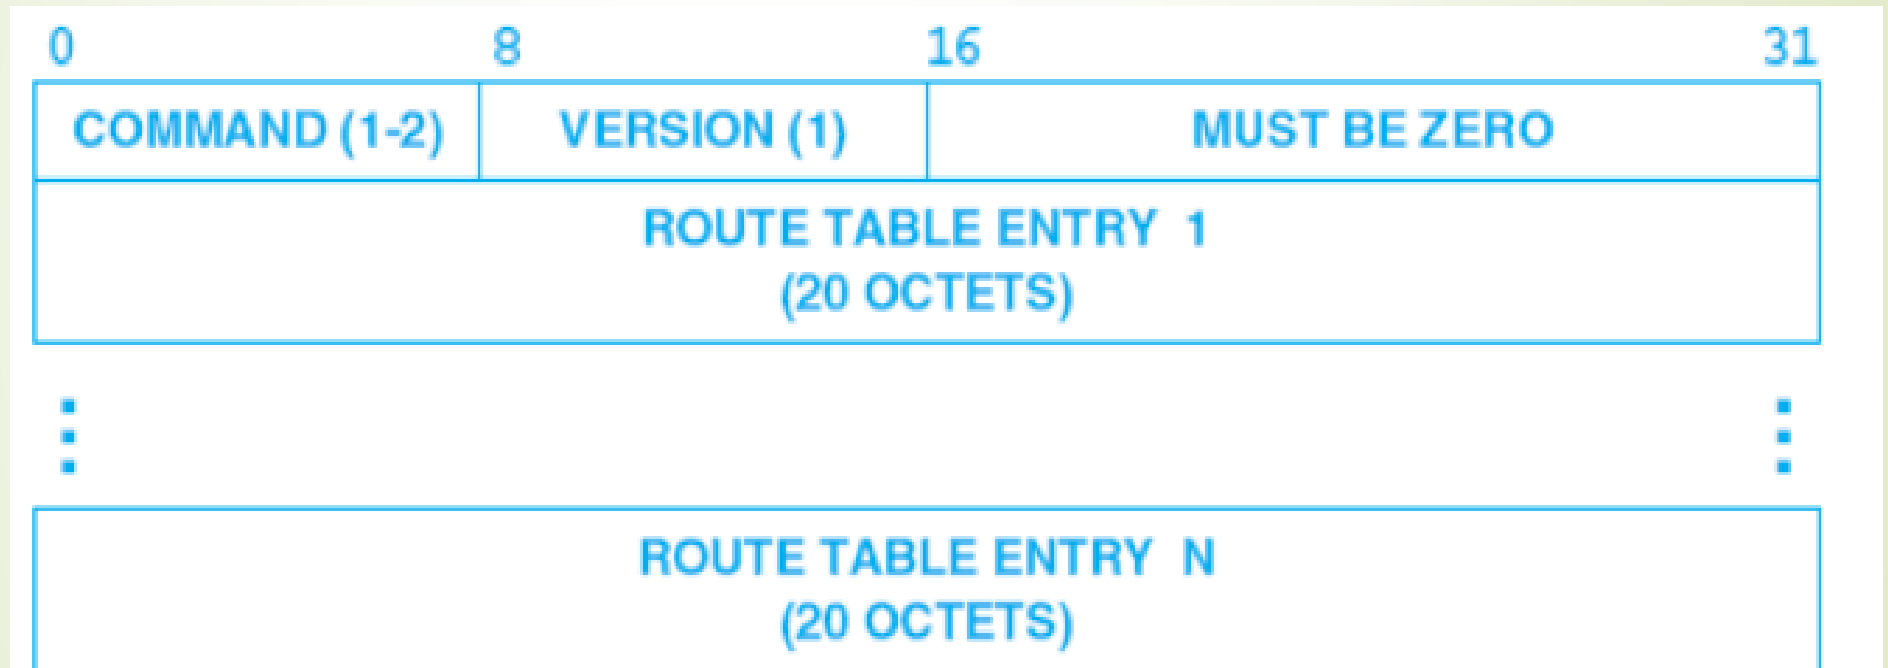 0 8 16 31
COMMAND (1-2) VERSION (1) MUST BE ZERO
ROUTE TABLE ENTRY 1
(20 OCTETS)
ROUTE TABLE ENTRY N
(20 OCTETS)